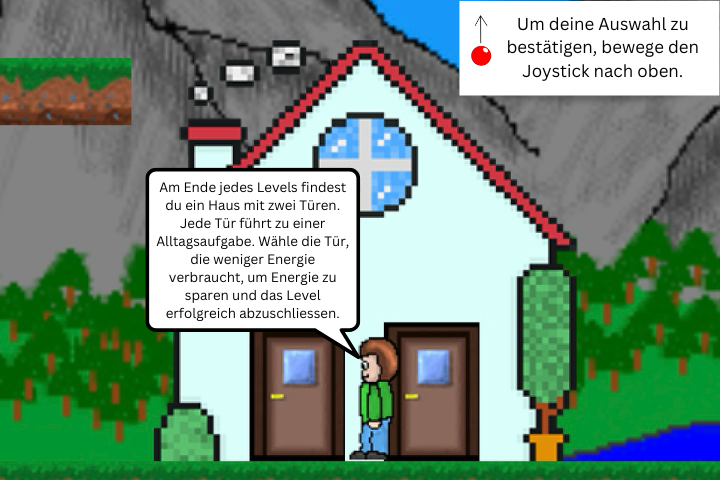 Um deine Auswahl zu
bestätigen, bewege den
Joystick nach oben.
Am Ende jedes Levels findest
du ein Haus mit zwei Türen.
Jede Tür führt zu einer
Alltagsaufgabe. Wähle die Tür,
die weniger Energie
verbraucht, um Energie zu
sparen und das Level
erfolgreich abzuschliessen.